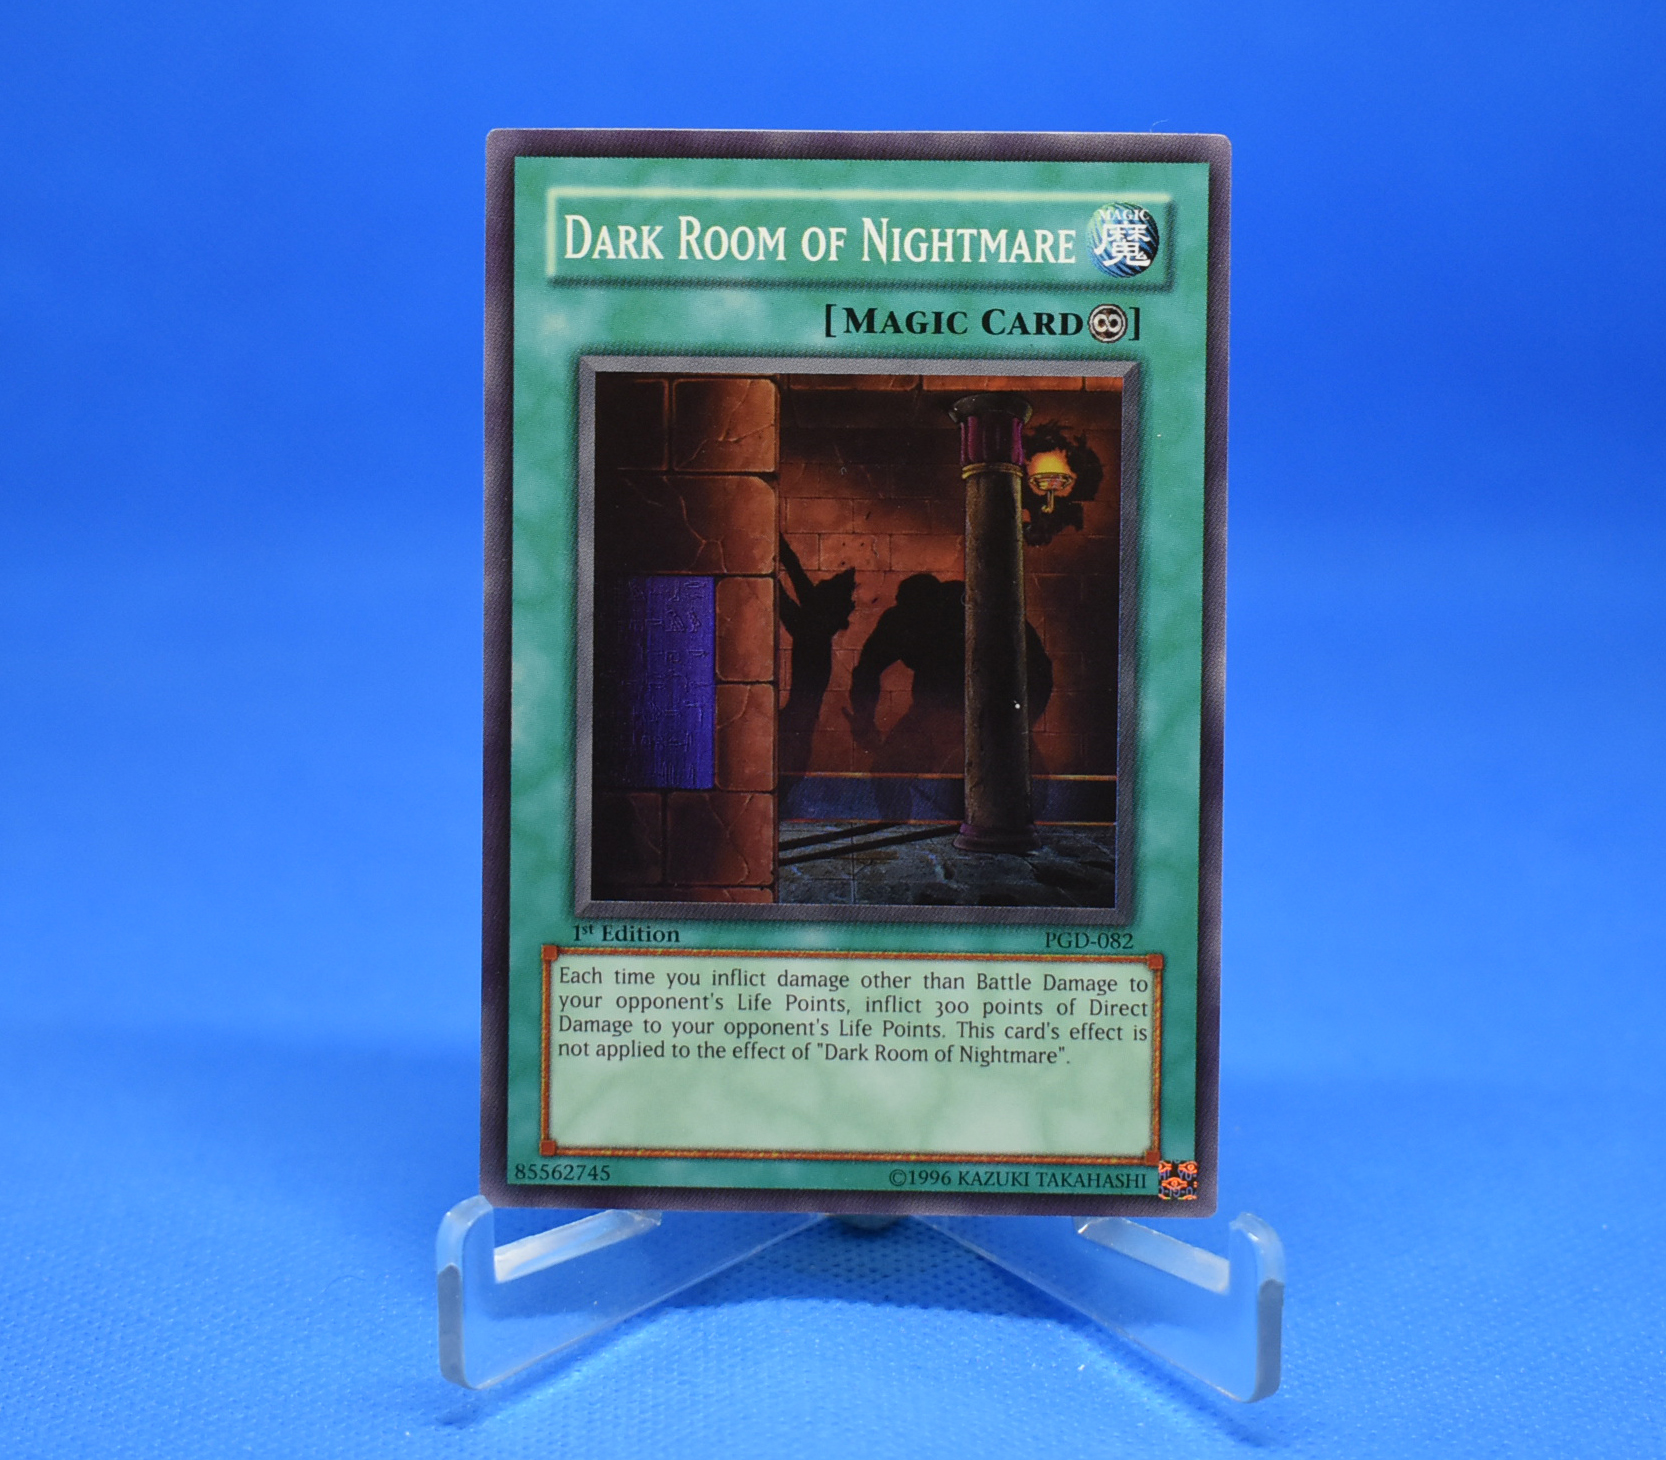 DARK ROOM OF NIGHTMARE
MAGIC
魔
[MAGIC CARD]
1st Edition
PGD-082
Each time you inflict damage other than Battle Damage to
your opponent's Life Points, inflict 300 points of Direct
Damage to your opponent's Life Points. This card's effect is
not applied to the effect of "Dark Room of Nightmare".
85562745
©1996 KAZUKI TAKAHASHI